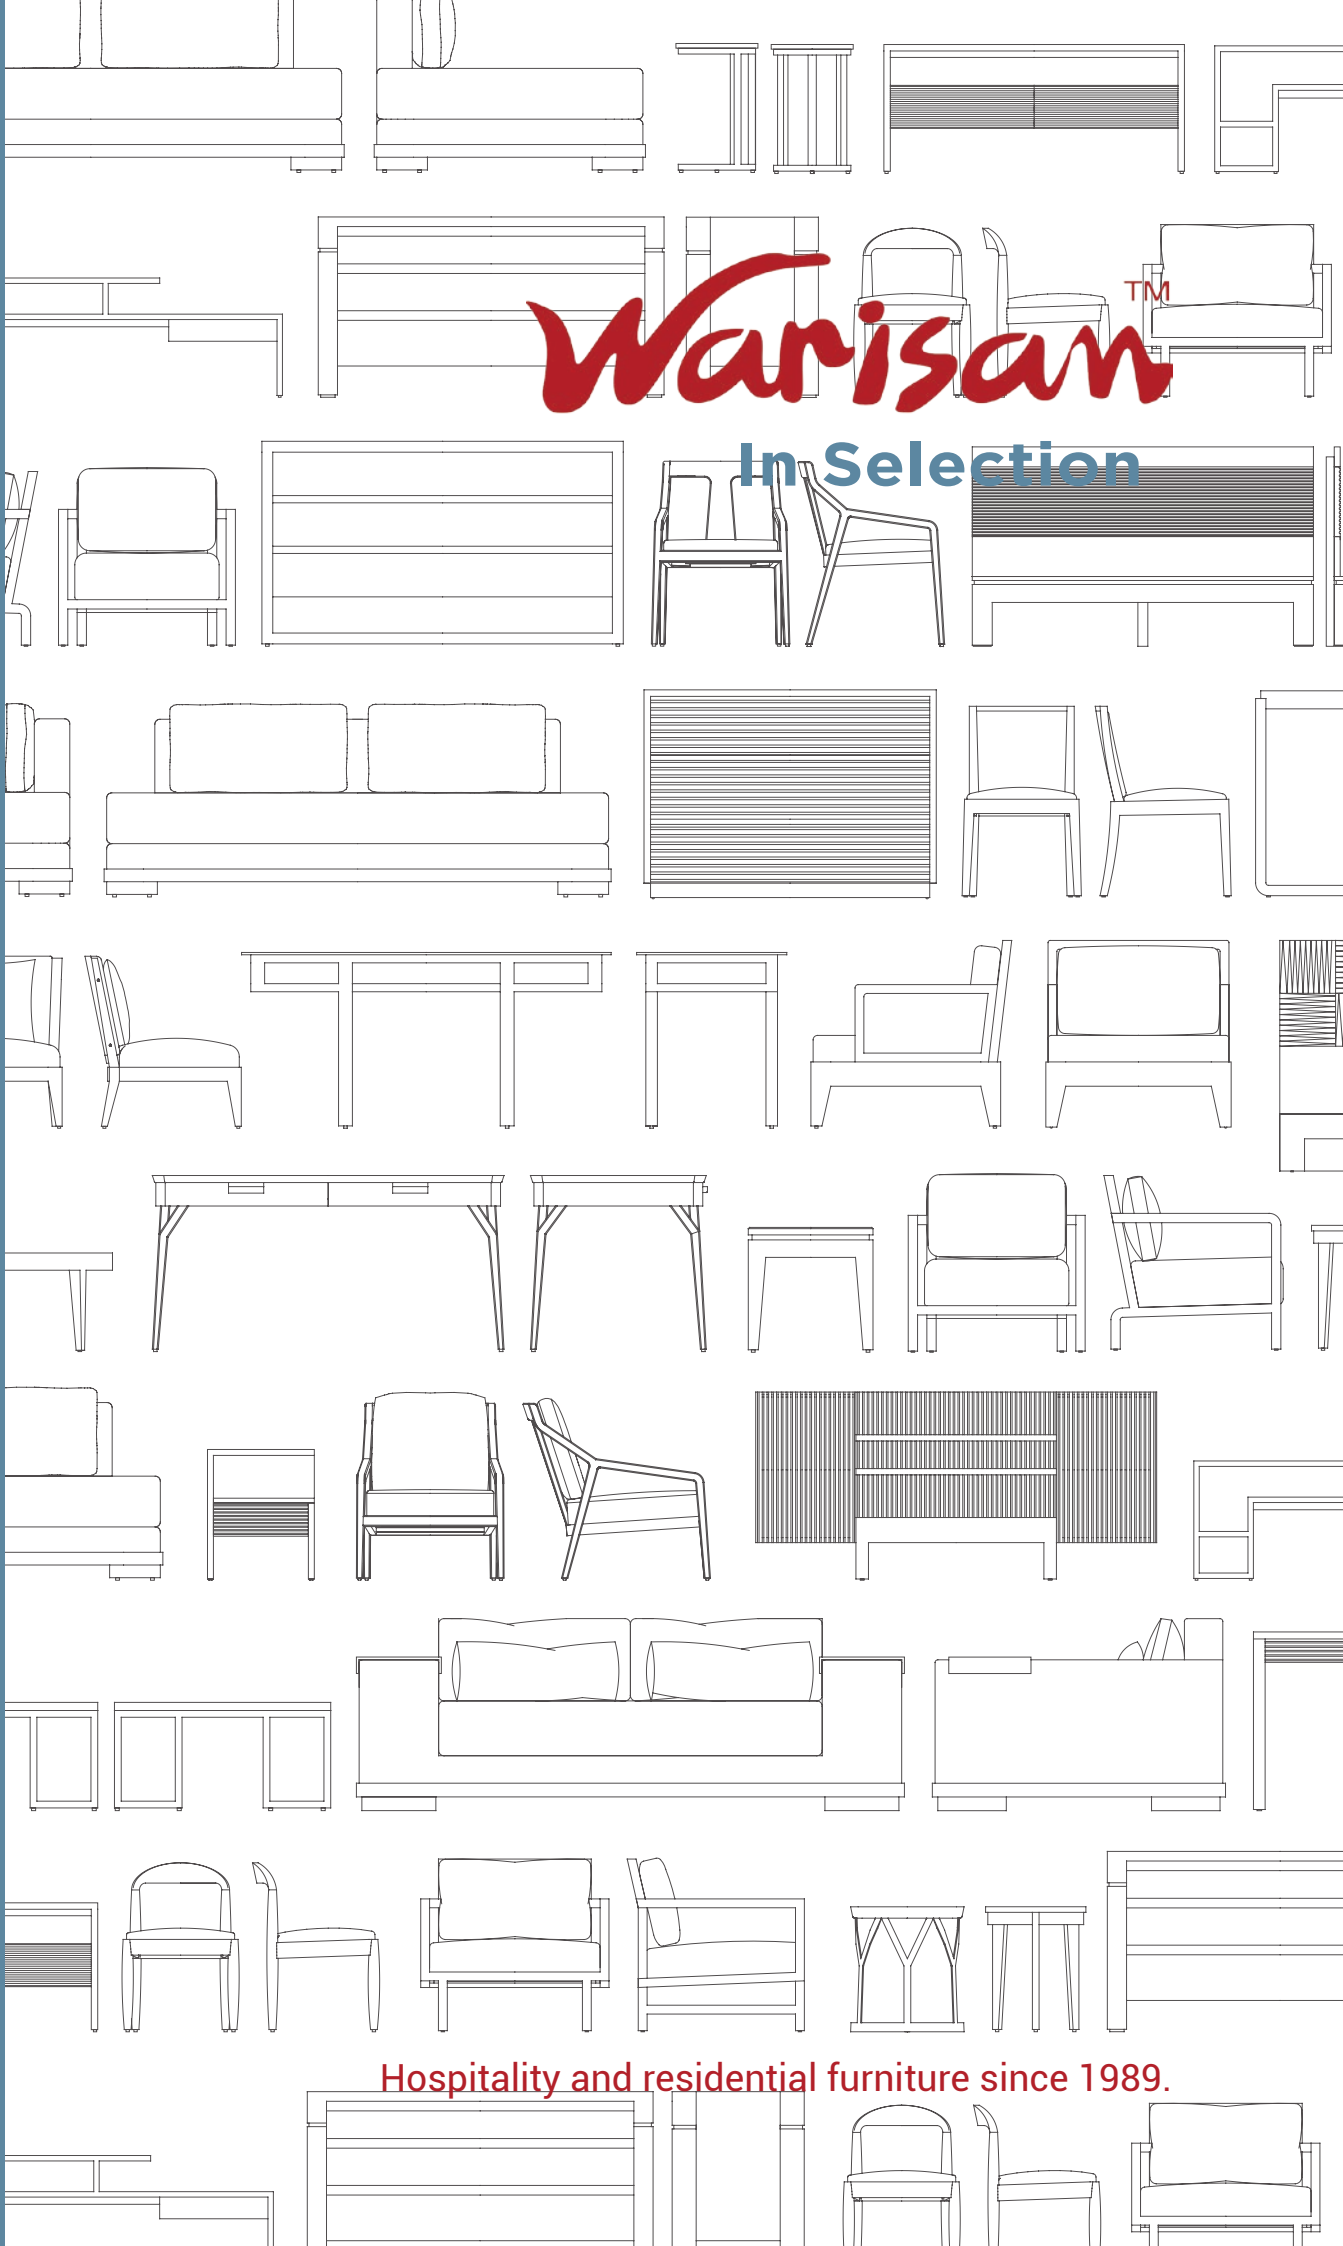 Warisan™
In Selection
Hospitality and residential furniture since 1989.